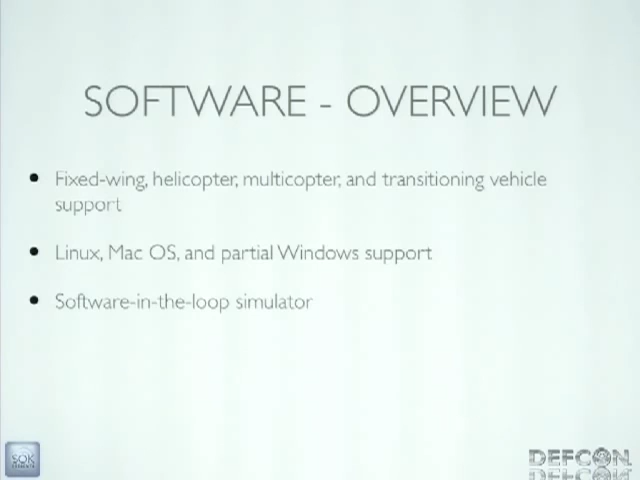 SOFTWARE - OVERVIEW
• Fixed-wing, helicopter, multicopter, and transitioning vehicle
support
• Linux, Mac OS, and partial Windows support
• Software-in-the-loop simulator
SOK
DEFCON.